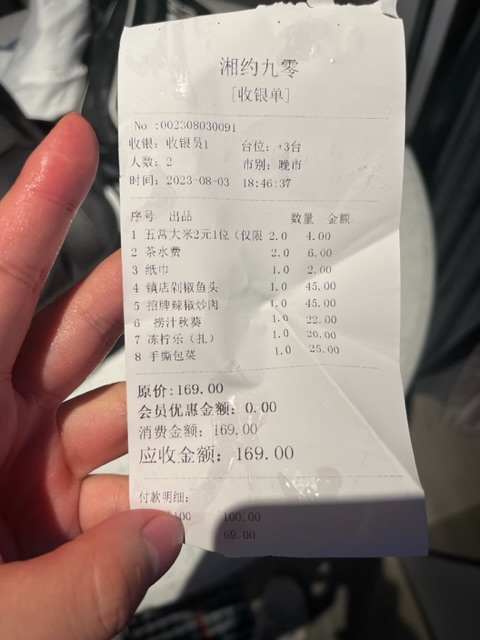 湘约九零
[收银单]
No :002308030091
收银: 收银员1 台位: +3台
人数: 2 市别: 晚市
时间: 2023-08-03 18:46:37
序号 出品 数量 金额
1 五常大米2元1位（仅限 2.0 4.00
2 茶水费 2.0 6.00
3 纸巾 1.0 2.00
4 镇店剁椒鱼头 1.0 45.00
5 招牌辣椒炒肉 1.0 45.00
6 捞汁秋葵 1.0 22.00
7 冻柠乐（扎） 1.0 20.00
8 手撕包菜 1.0 25.00
原价:169.00
会员优惠金额: 0.00
消费金额: 169.00
应收金额: 169.00
付款明细:
100 100.00
69.00